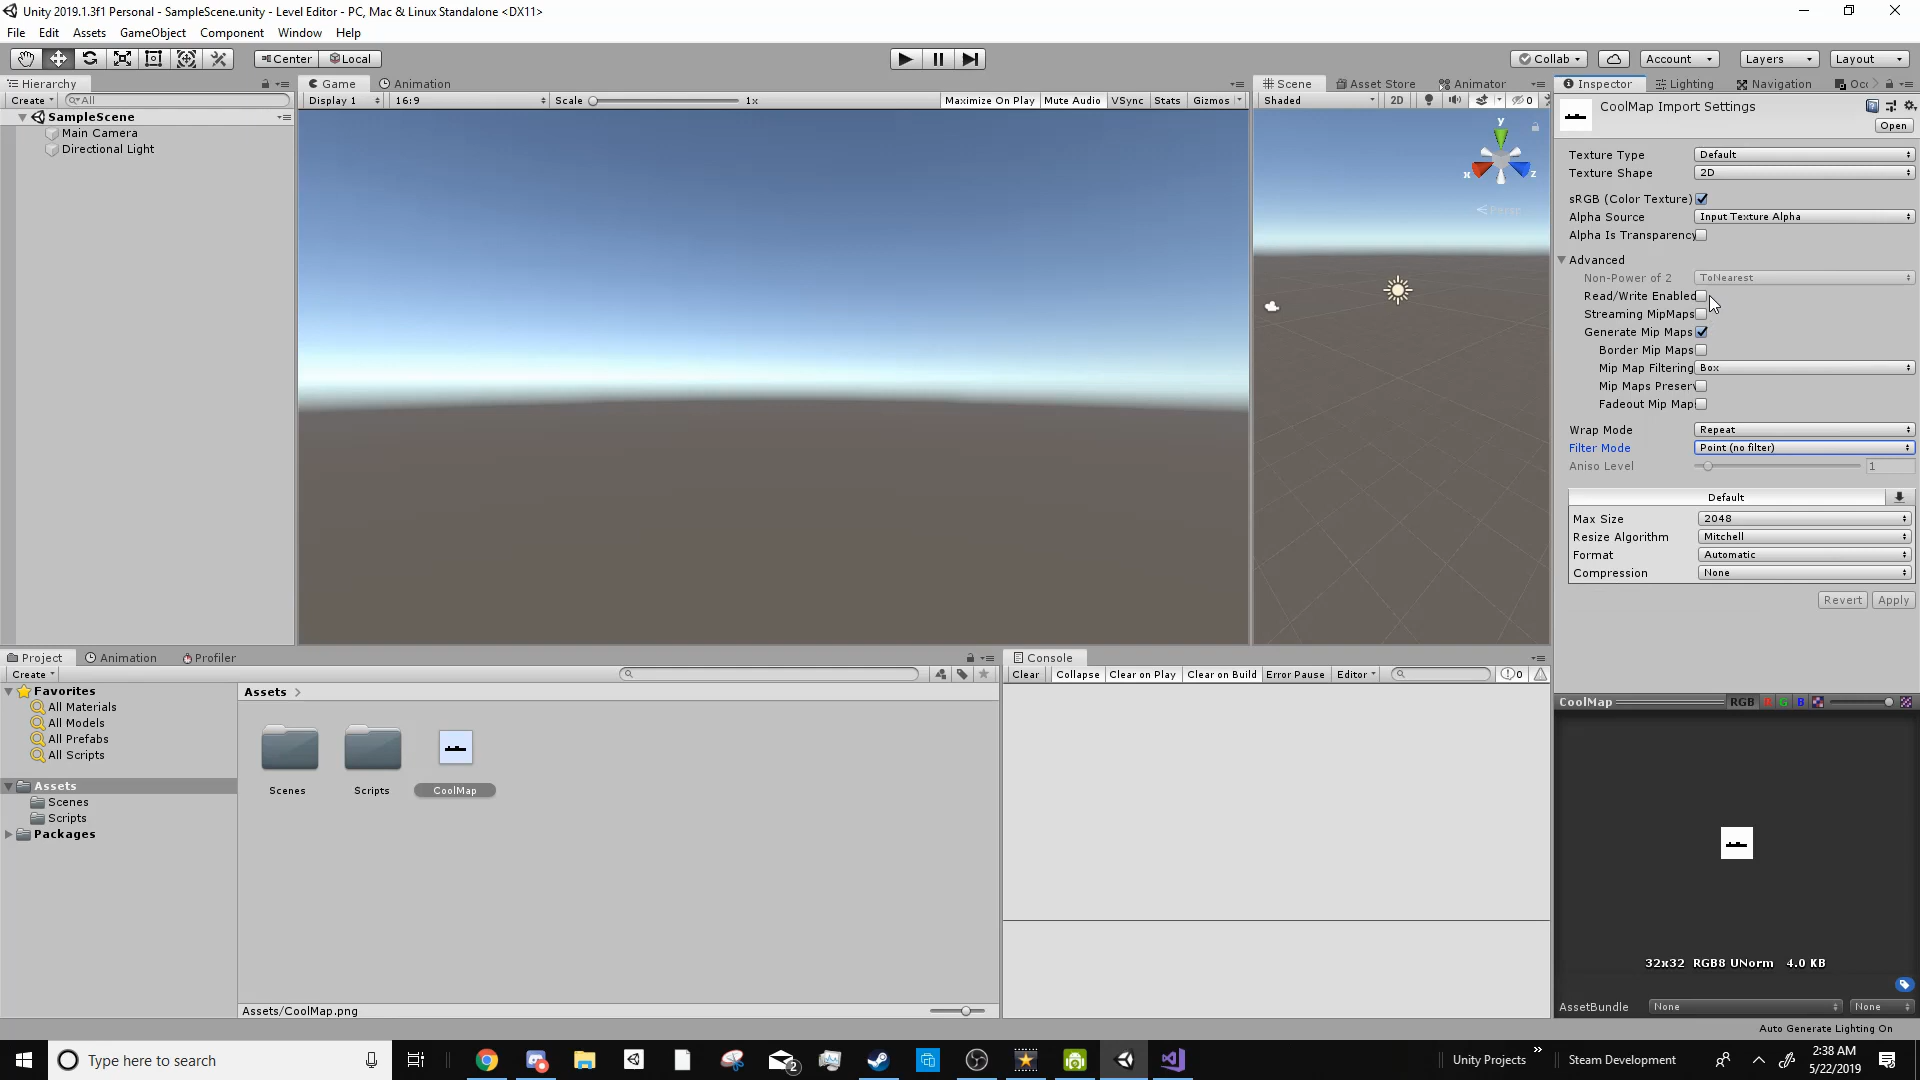 Unity 2019.1.3f1 Personal - SampleScene.unity - Level Editor - PC, Mac & Linux Standalone <DX11>
File Edit Assets GameObject Component Window Help
Center Local Collab Account Layers Layout
Hierarchy
Create All
SampleScene
Main Camera
Directional Light
Game Animation
Display 1 16:9 Scale 1x Maximize On Play Mute Audio VSync Stats Gizmos
Scene Asset Store Animator
Shaded 2D 0
y
x z
Persp
Inspector Lighting Navigation Occ
CoolMap Import Settings
Open
Texture Type Default
Texture Shape 2D
sRGB (Color Texture)
Alpha Source Input Texture Alpha
Alpha Is Transparency
Advanced
Non-Power of 2 ToNearest
Read/Write Enabled
Streaming MipMaps
Generate Mip Maps
Border Mip Maps
Mip Map Filtering Box
Mip Maps Preserv
Fadeout Mip Map
Wrap Mode Repeat
Filter Mode Point (no filter)
Aniso Level 1
Default
Max Size 2048
Resize Algorithm Mitchell
Format Automatic
Compression None
Revert Apply
Project Animation Profiler
Create
Favorites
All Materials
All Models
All Prefabs
All Scripts
Assets
Scenes
Scripts
Packages
Assets
Scenes Scripts CoolMap
Assets/CoolMap.png
Console
Clear Collapse Clear on Play Clear on Build Error Pause Editor 0
CoolMap RGB R G B
32x32 RGB8 UNorm 4.0 KB
AssetBundle None None
Auto Generate Lighting On
Type here to search
2
Unity Projects Steam Development
2:38 AM
5/22/2019